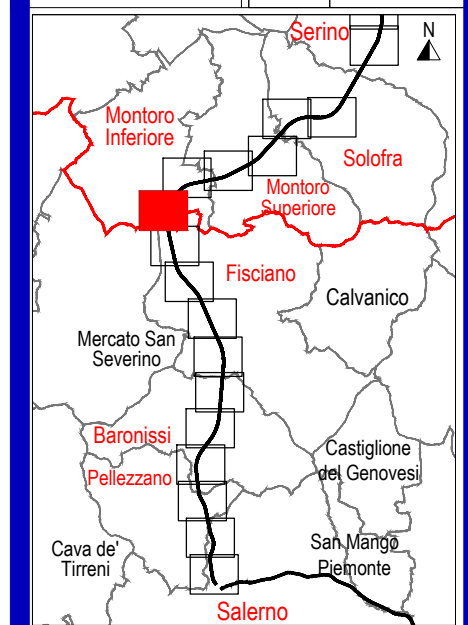 Serino
N
Montoro
Inferiore
Solofra
Montoro
Superiore
Fisciano
Calvanico
Mercato San
Severino
Baronissi
Castiglione
del Genovesi
Pellezzano
Cava de'
Tirreni
San Mango
Piemonte
Salerno